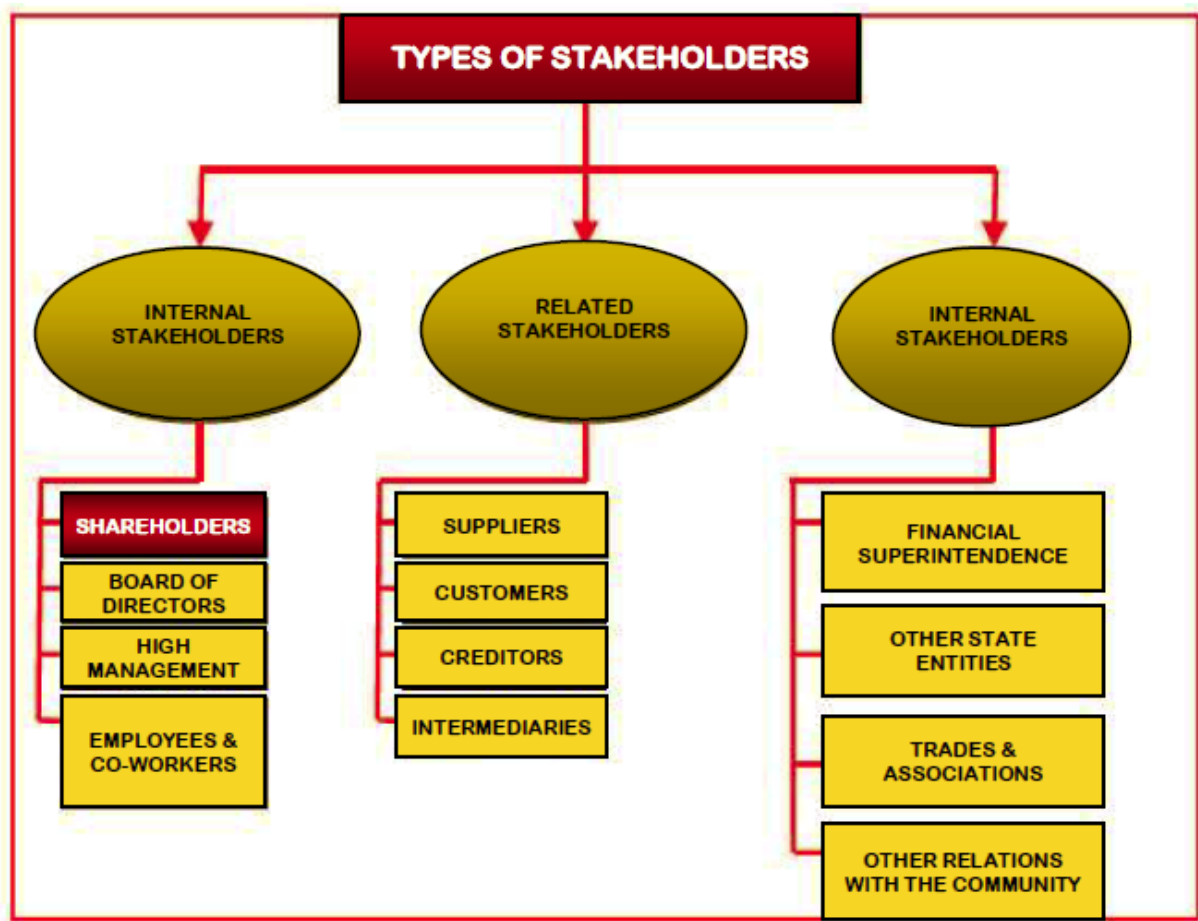 TYPES OF STAKEHOLDERS
INTERNAL
STAKEHOLDERS
RELATED
STAKEHOLDERS
INTERNAL
STAKEHOLDERS
SHAREHOLDERS
BOARD OF
DIRECTORS
HIGH
MANAGEMENT
EMPLOYEES &
CO-WORKERS
SUPPLIERS
CUSTOMERS
CREDITORS
INTERMEDIARIES
FINANCIAL
SUPERINTENDENCE
OTHER STATE
ENTITIES
TRADES &
ASSOCIATIONS
OTHER RELATIONS
WITH THE COMMUNITY